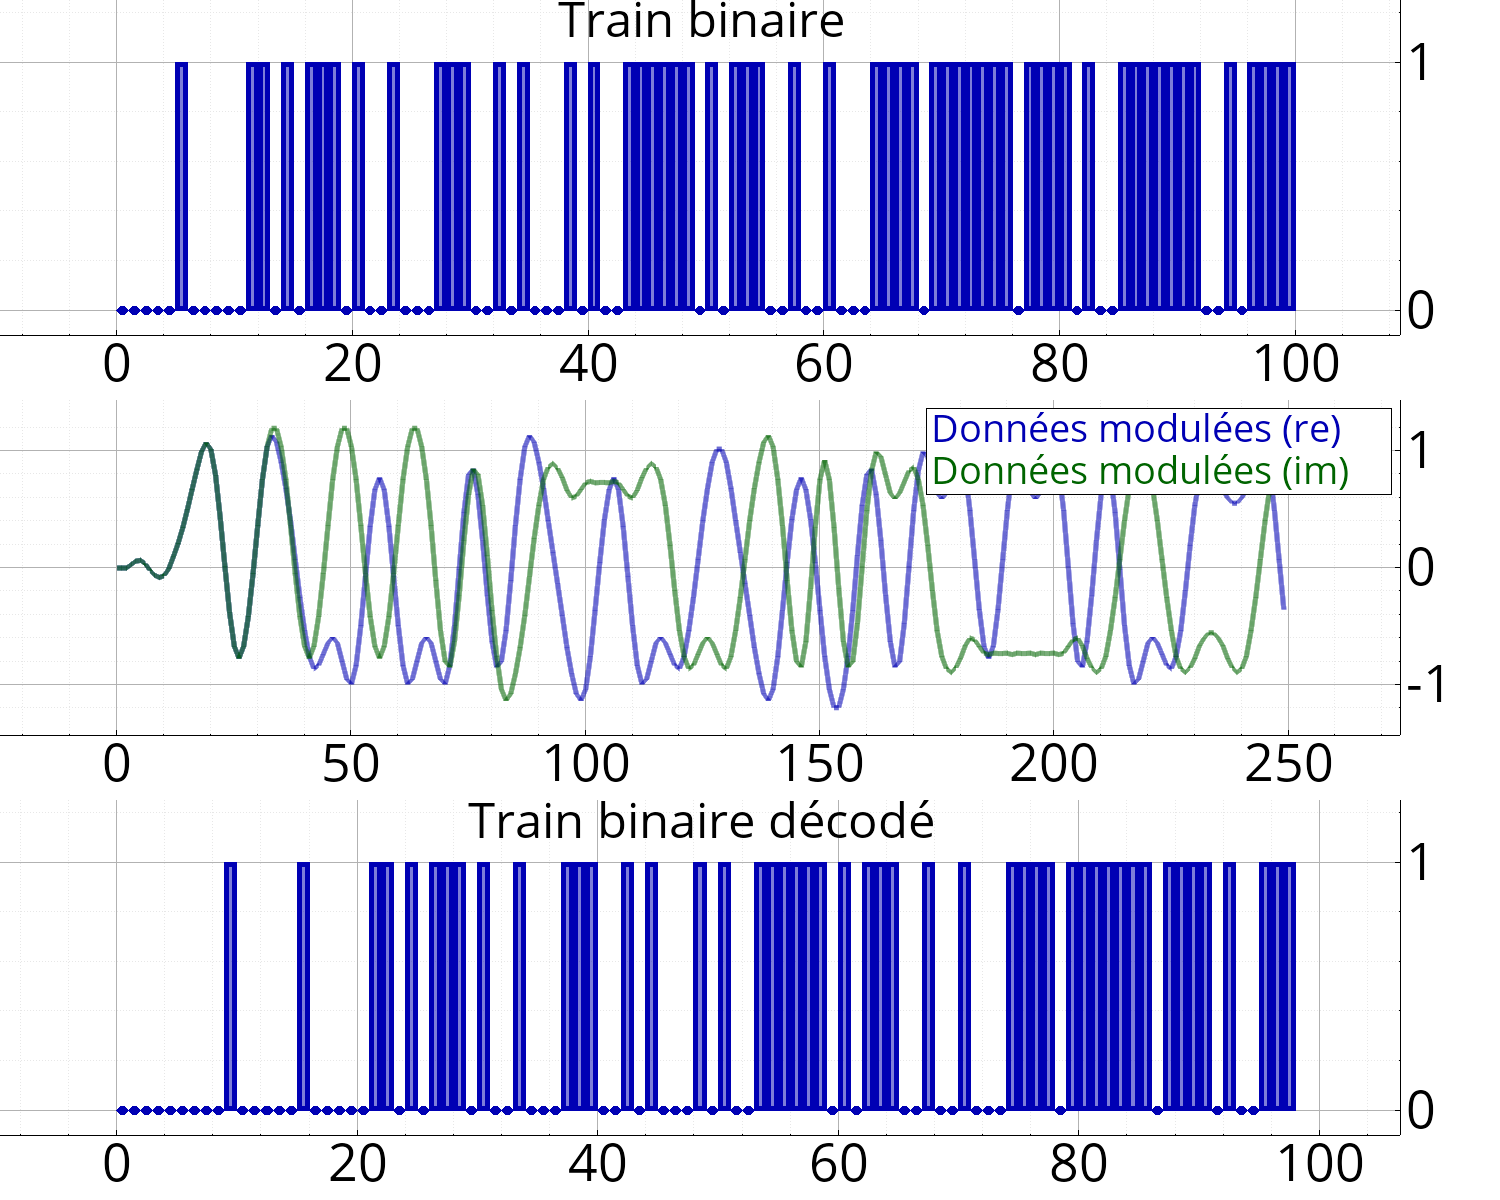 Train binaire
1
0
0 20 40 60 80 100
Données modulées (re)
Données modulées (im)
1
0
-1
0 50 100 150 200 250
Train binaire décodé
1
0
0 20 40 60 80 100